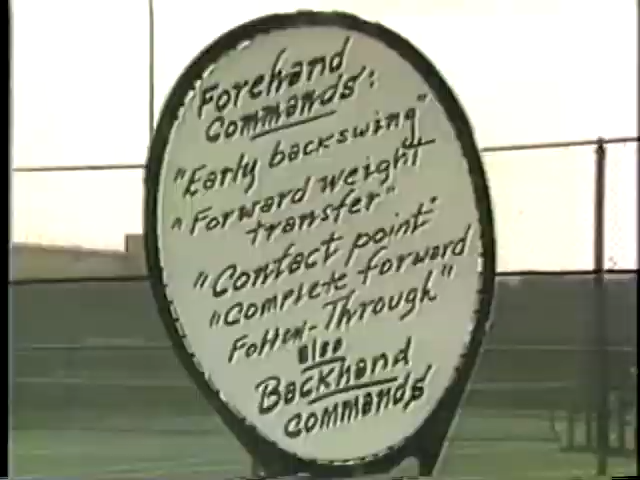 Forehand
Commands:
"Early backswing"
"Forward weight
transfer"
"Contact point"
"Complete forward
Follow-Through"
also
Backhand
commands